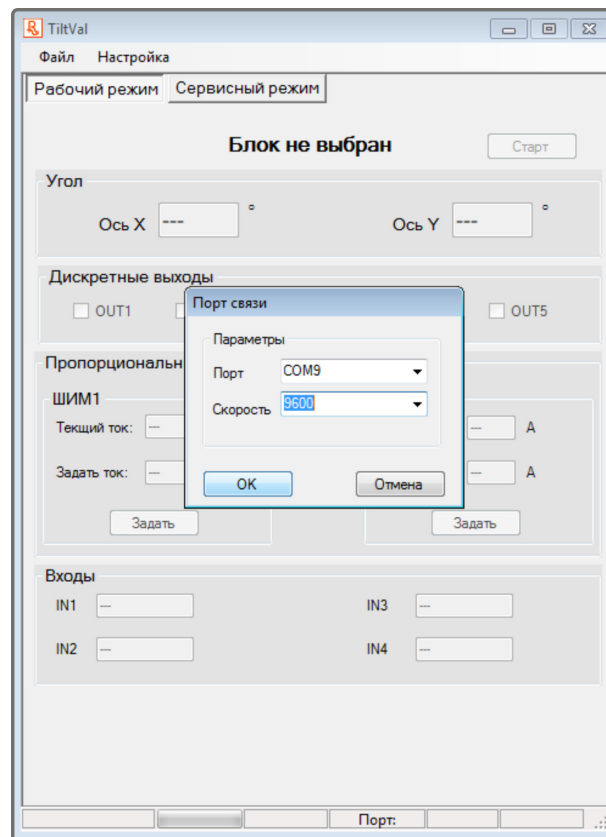 TiltVal
Файл Настройка
Рабочий режим Сервисный режим
Блок не выбран Старт
Угол
Ось X --- ° Ось Y --- °
Дискретные выходы
OUT1 OUT5
Порт связи
Параметры
Порт COM9
Скорость 9600
OK Отмена
Пропорциональн
ШИМ1
Текщий ток: --- --- А
Задать ток: --- --- А
Задать Задать
Входы
IN1 --- IN3 ---
IN2 --- IN4 ---
Порт: